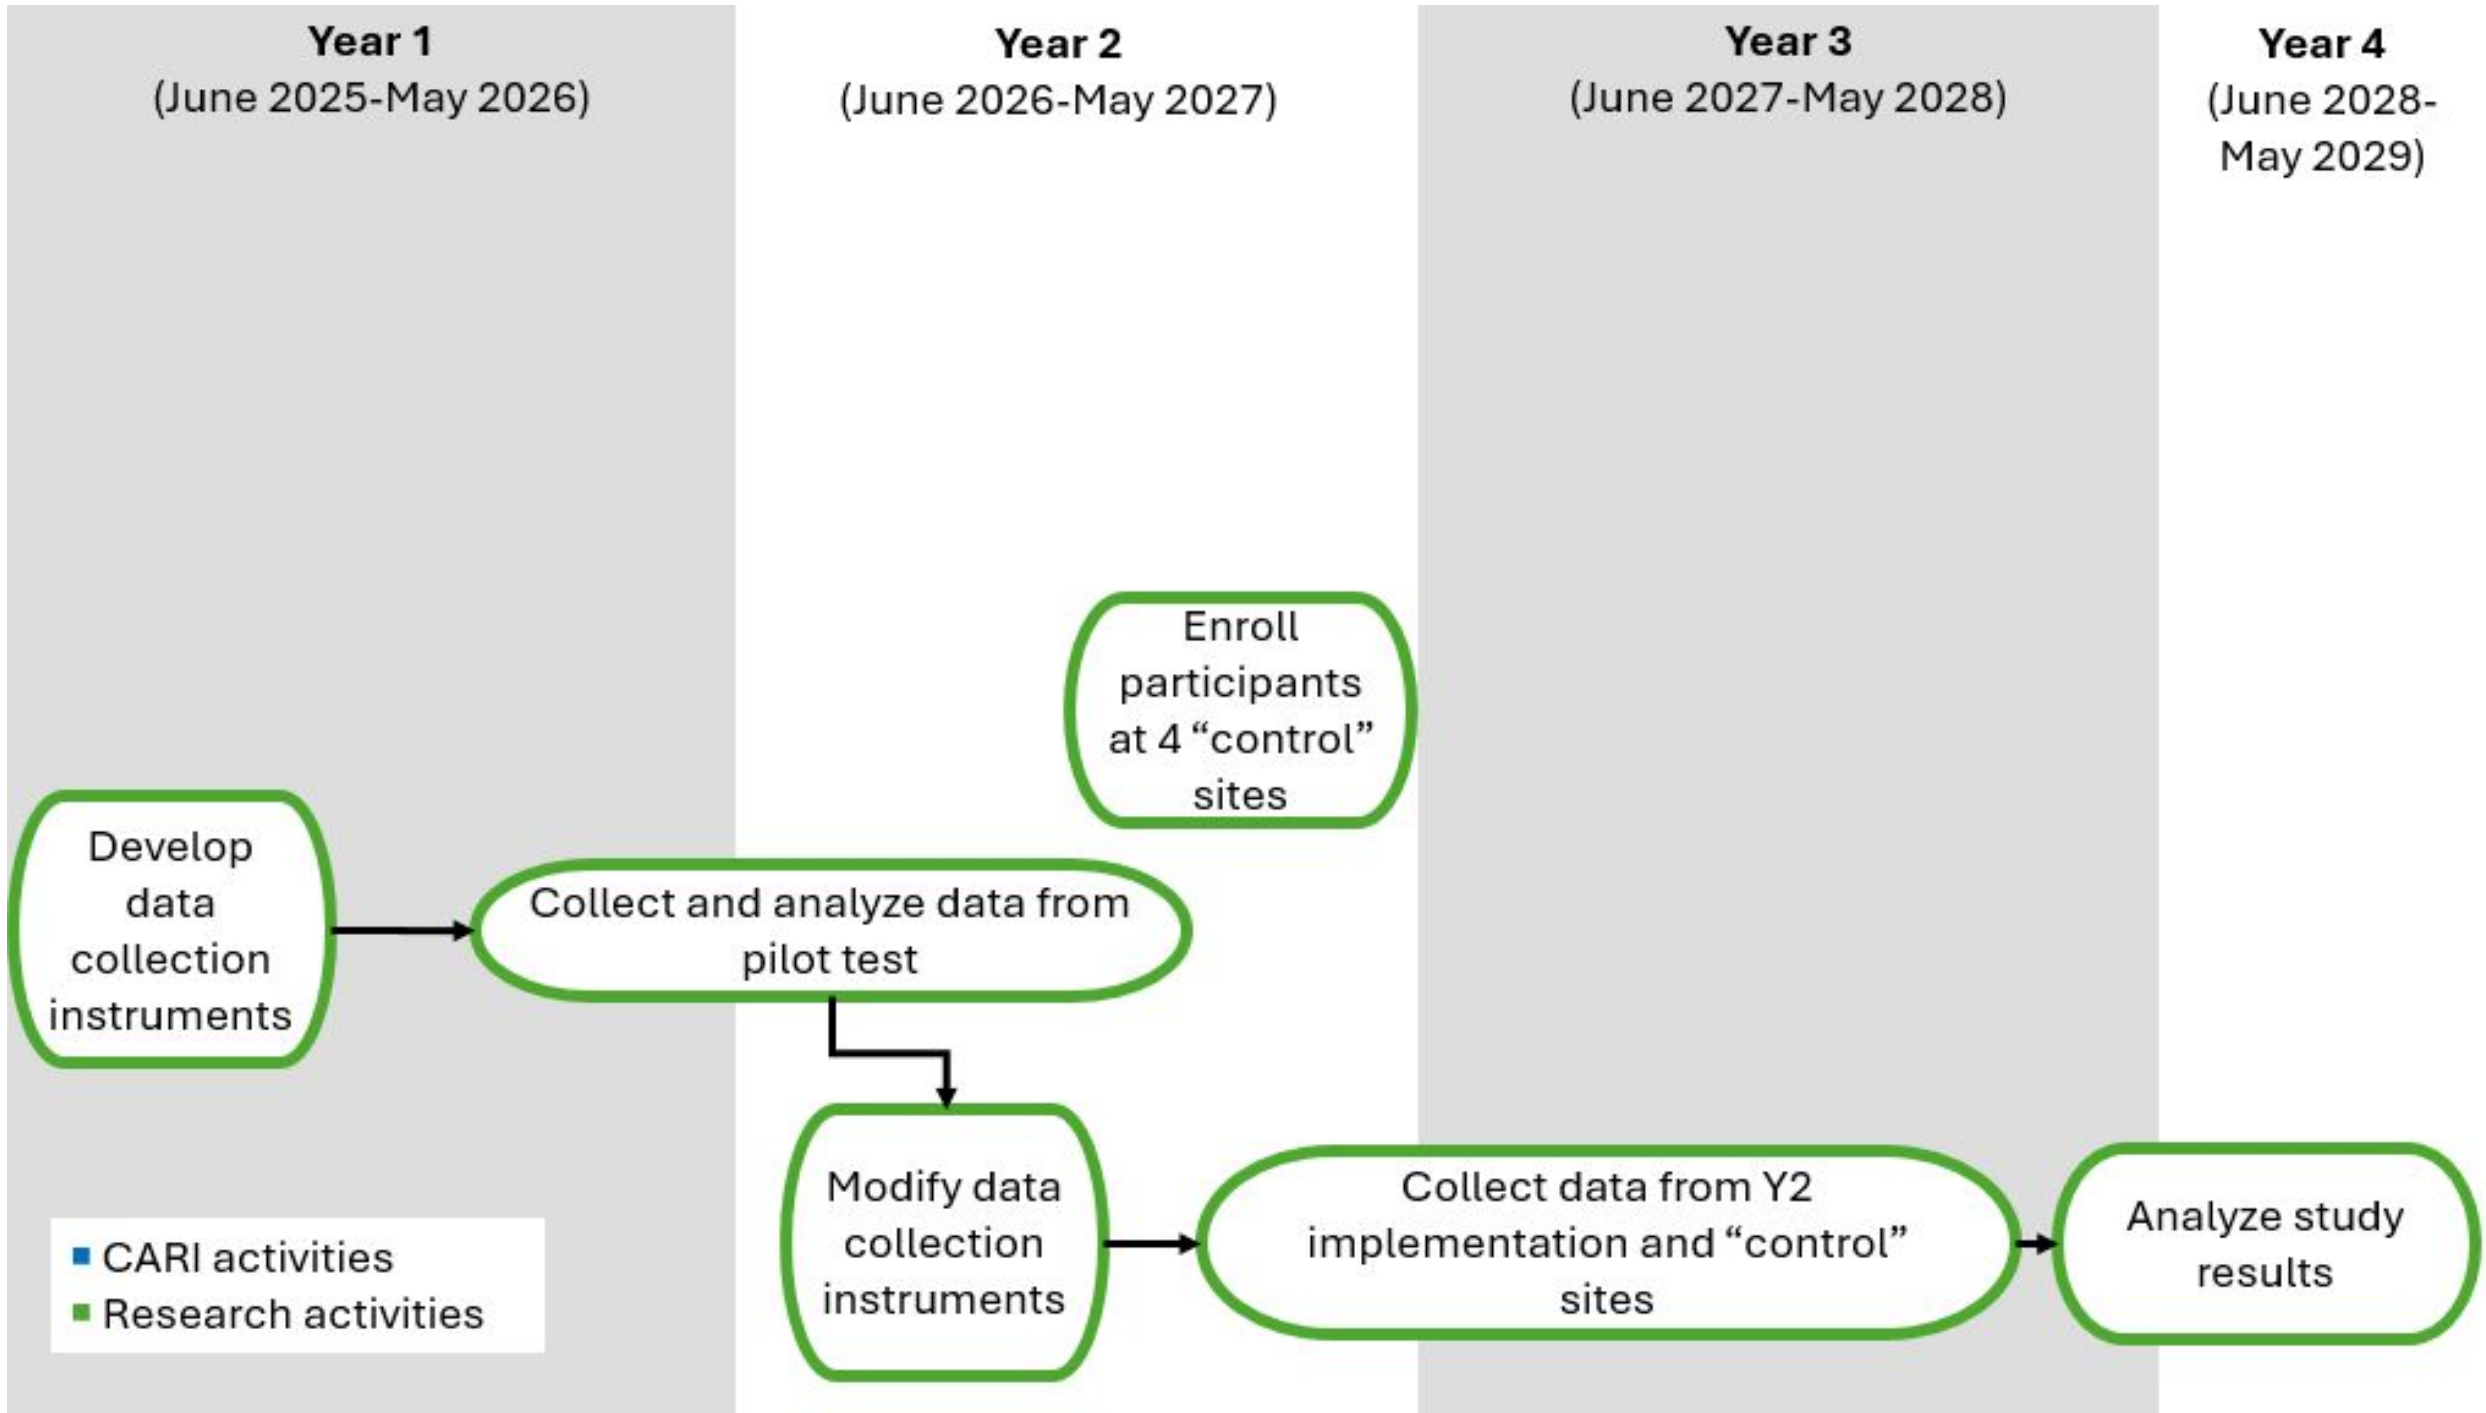 Year 1
(June 2025-May 2026)
Year 2
(June 2026-May 2027)
Year 3
(June 2027-May 2028)
Year 4
(June 2028-
May 2029)
Enroll
participants
at 4 “control”
sites
Develop
data
collection
instruments
Collect and analyze data from
pilot test
Modify data
collection
instruments
Collect data from Y2
implementation and “control”
sites
Analyze study
results
CARI activities
Research activities